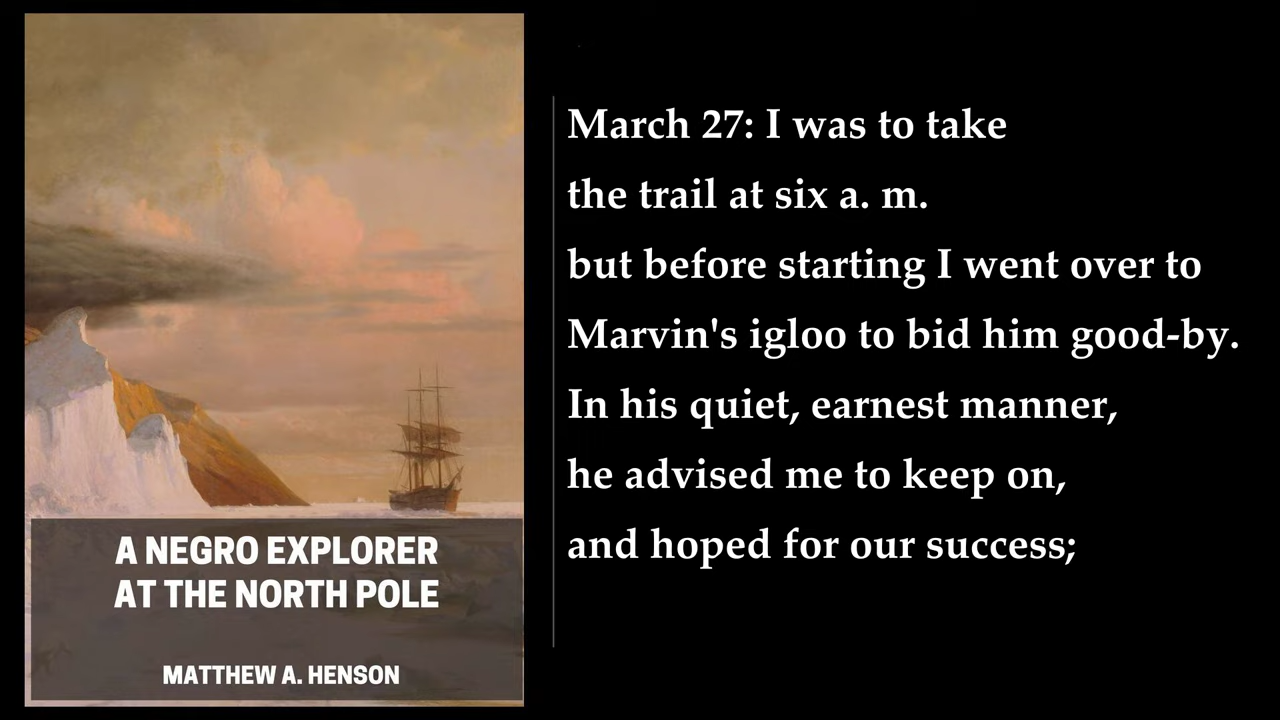 A NEGRO EXPLORER
AT THE NORTH POLE
MATTHEW A. HENSON
March 27: I was to take
the trail at six a. m.
but before starting I went over to
Marvin's igloo to bid him good-by.
In his quiet, earnest manner,
he advised me to keep on,
and hoped for our success;